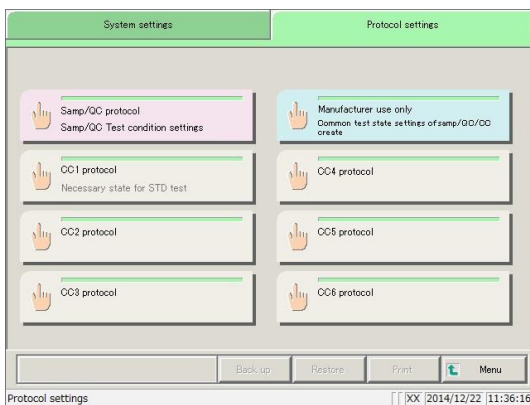 System settings
Protocol settings
Samp/QC protocol
Samp/QC Test condition settings
Manufacturer use only
Common test state settings of samp/QC/CC
create
CC1 protocol
Necessary state for STD test
CC4 protocol
CC2 protocol
CC5 protocol
CC3 protocol
CC6 protocol
Back up
Restore
Print
Menu
Protocol settings
XX 2014/12/22 11:36:16